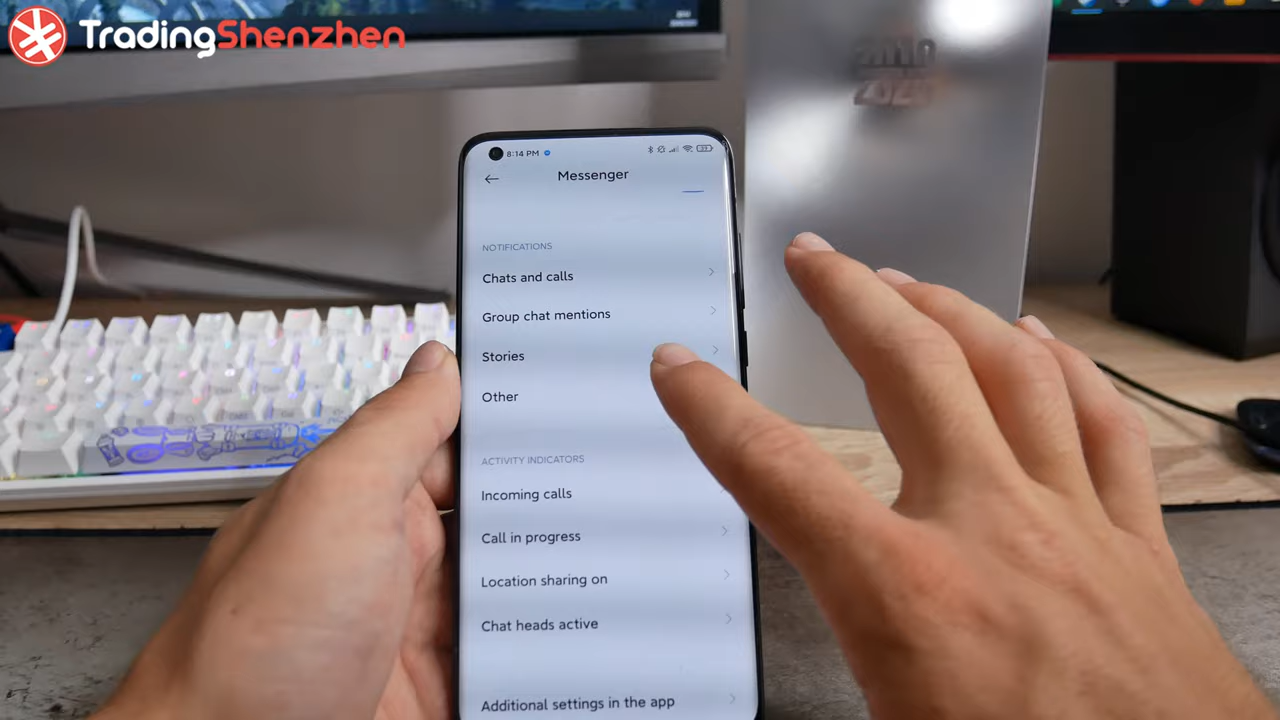 TradingShenzhen
8:14 PM
Messenger
NOTIFICATIONS
Chats and calls
Group chat mentions
Stories
Other
ACTIVITY INDICATORS
Incoming calls
Call in progress
Location sharing on
Chat heads active
Additional settings in the app